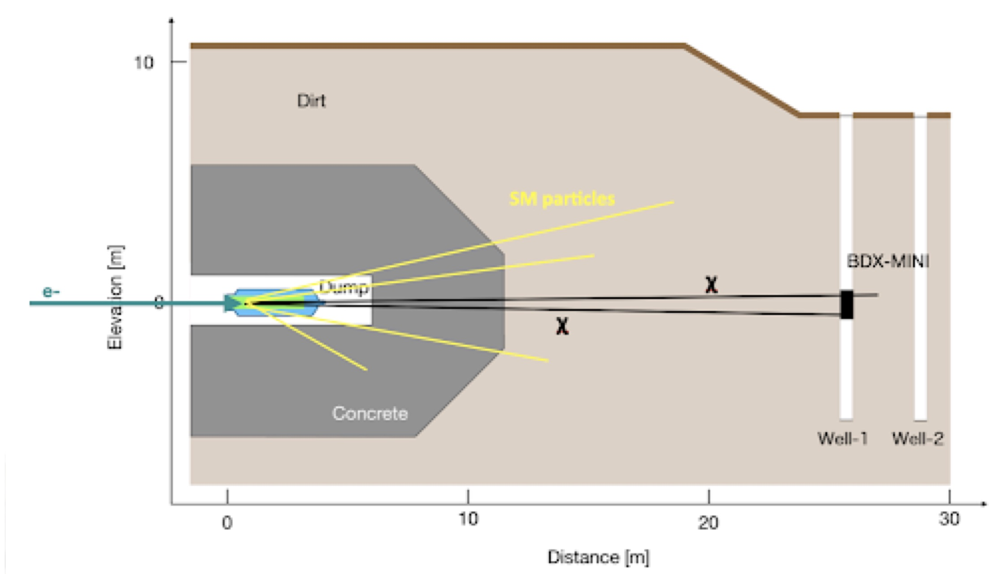 10
Dirt
SM particles
BDX-MINI
e-
Elevation [m]
0
Dump
χ
χ
Concrete
Well-1
Well-2
0
10
20
30
Distance [m]